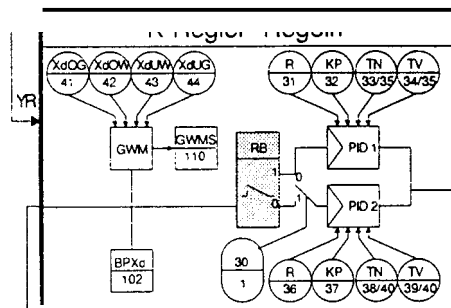 K-Regler Regeln
XdOG XdOW XdUW XdUG
41 42 43 44
R KP TN TV
31 32 33/35 34/35
YR
GWM
GWMS
110
RB
1 0
0 1
PID 1
PID 2
BPXd
102
30
1
R KP TN TV
36 37 38/40 39/40